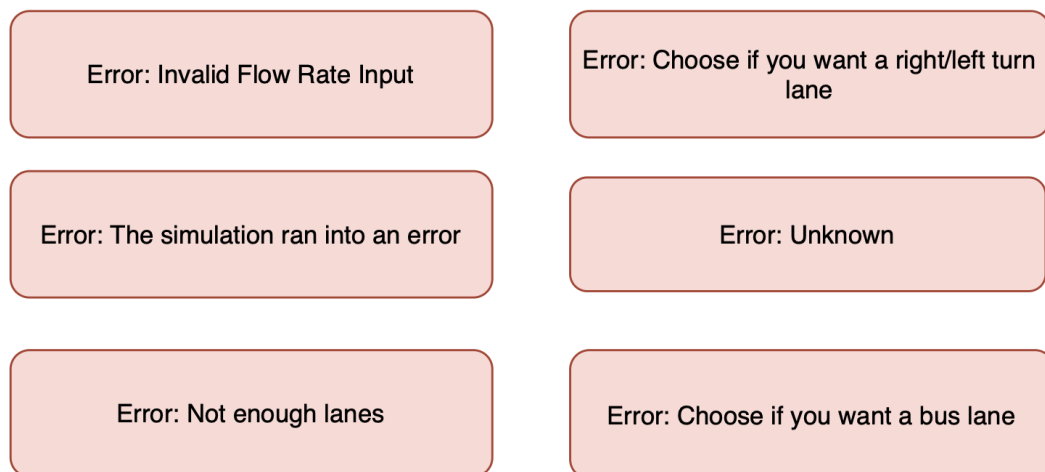 Error: Invalid Flow Rate Input
Error: Choose if you want a right/left turn
lane
Error: The simulation ran into an error
Error: Unknown
Error: Not enough lanes
Error: Choose if you want a bus lane